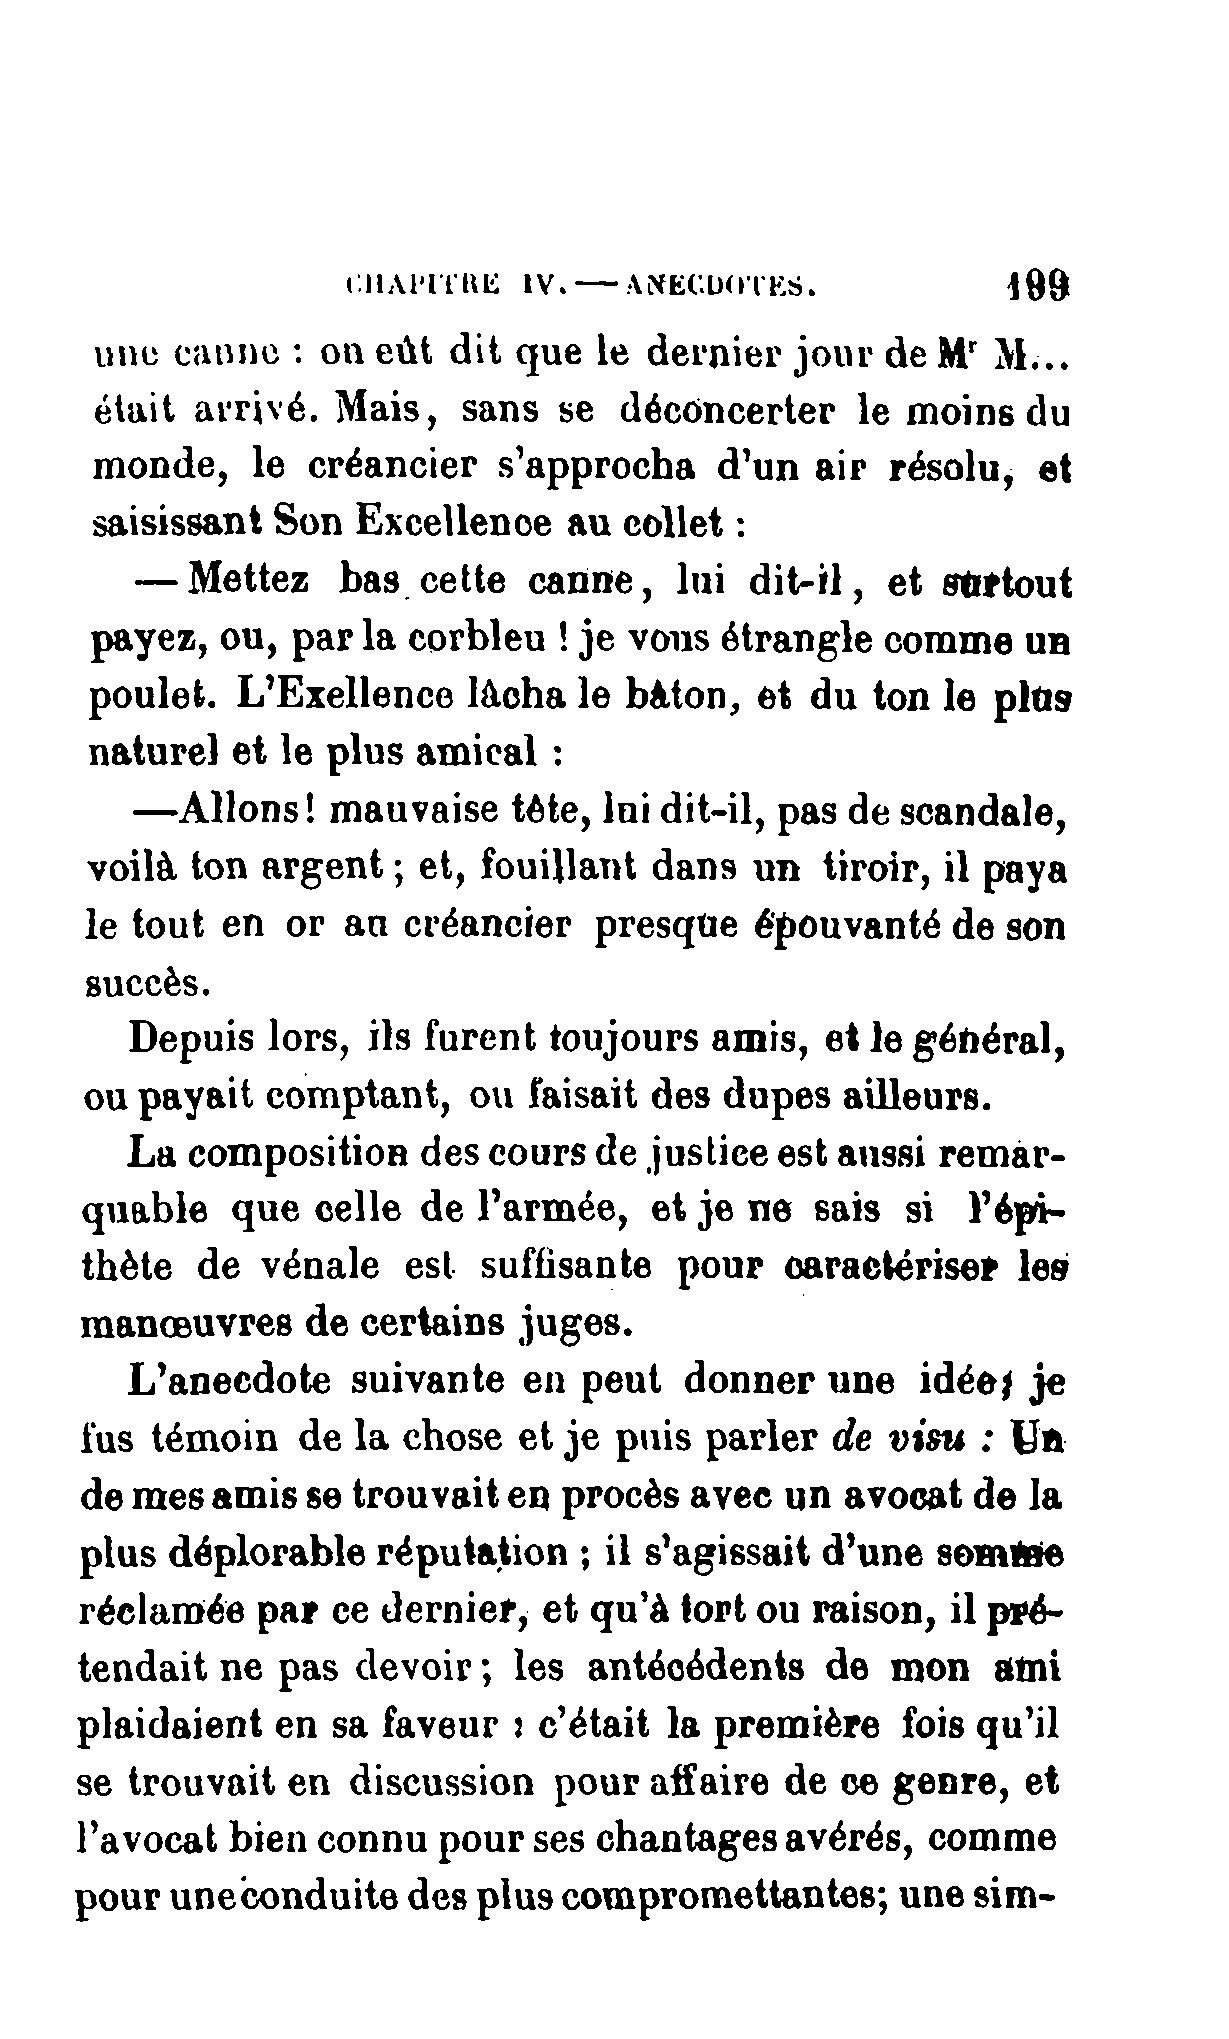 CHAPITRE IV. — ANECDOTES. 199
une canne : on eût dit que le dernier jour de Mr M...
était arrivé. Mais, sans se déconcerter le moins du
monde, le créancier s'approcha d'un air résolu, et
saisissant Son Excellence au collet :
— Mettez bas cette canne, lui dit-il, et surtout
payez, ou, par la corbleu ! je vous étrangle comme un
poulet. L'Exellence lâcha le bâton, et du ton le plus
naturel et le plus amical :
—Allons! mauvaise tête, lui dit-il, pas de scandale,
voilà ton argent ; et, fouillant dans un tiroir, il paya
le tout en or au créancier presque épouvanté de son
succès.
Depuis lors, ils furent toujours amis, et le général,
ou payait comptant, ou faisait des dupes ailleurs.
La composition des cours de justice est aussi remar-
quable que celle de l'armée, et je ne sais si l'épi-
thète de vénale est suffisante pour caractériser les
manœuvres de certains juges.
L'anecdote suivante en peut donner une idée; je
fus témoin de la chose et je puis parler de visu : Un
de mes amis se trouvait en procès avec un avocat de la
plus déplorable réputation ; il s'agissait d'une somme
réclamée par ce dernier, et qu'à tort ou raison, il pré-
tendait ne pas devoir ; les antécédents de mon ami
plaidaient en sa faveur : c'était la première fois qu'il
se trouvait en discussion pour affaire de ce genre, et
l'avocat bien connu pour ses chantages avérés, comme
pour une conduite des plus compromettantes; une sim-